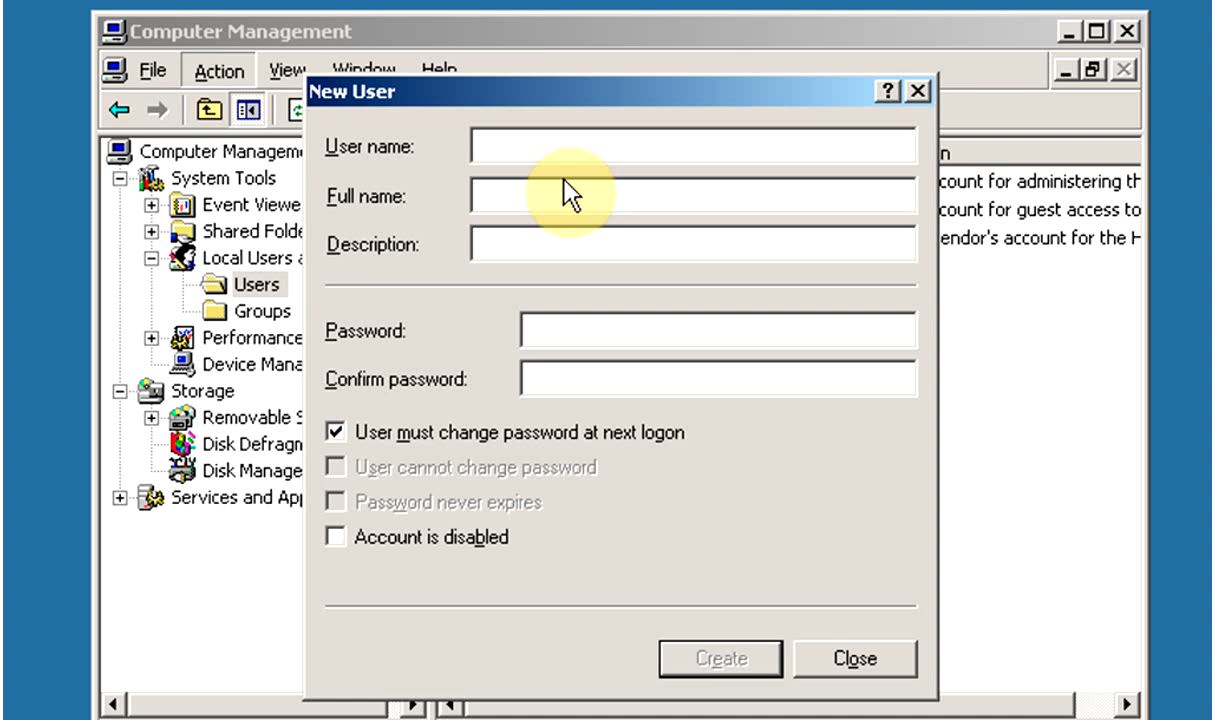 Computer Management
File Action View Window Help
New User
Computer Managem
System Tools
Event Viewe
Shared Folde
Local Users a
Users
Groups
Performance
Device Mana
Storage
Removable S
Disk Defragm
Disk Manage
Services and App
User name:
Full name:
Description:
Password:
Confirm password:
User must change password at next logon
User cannot change password
Password never expires
Account is disabled
Create Close
n
count for administering th
count for guest access to
endor's account for the H